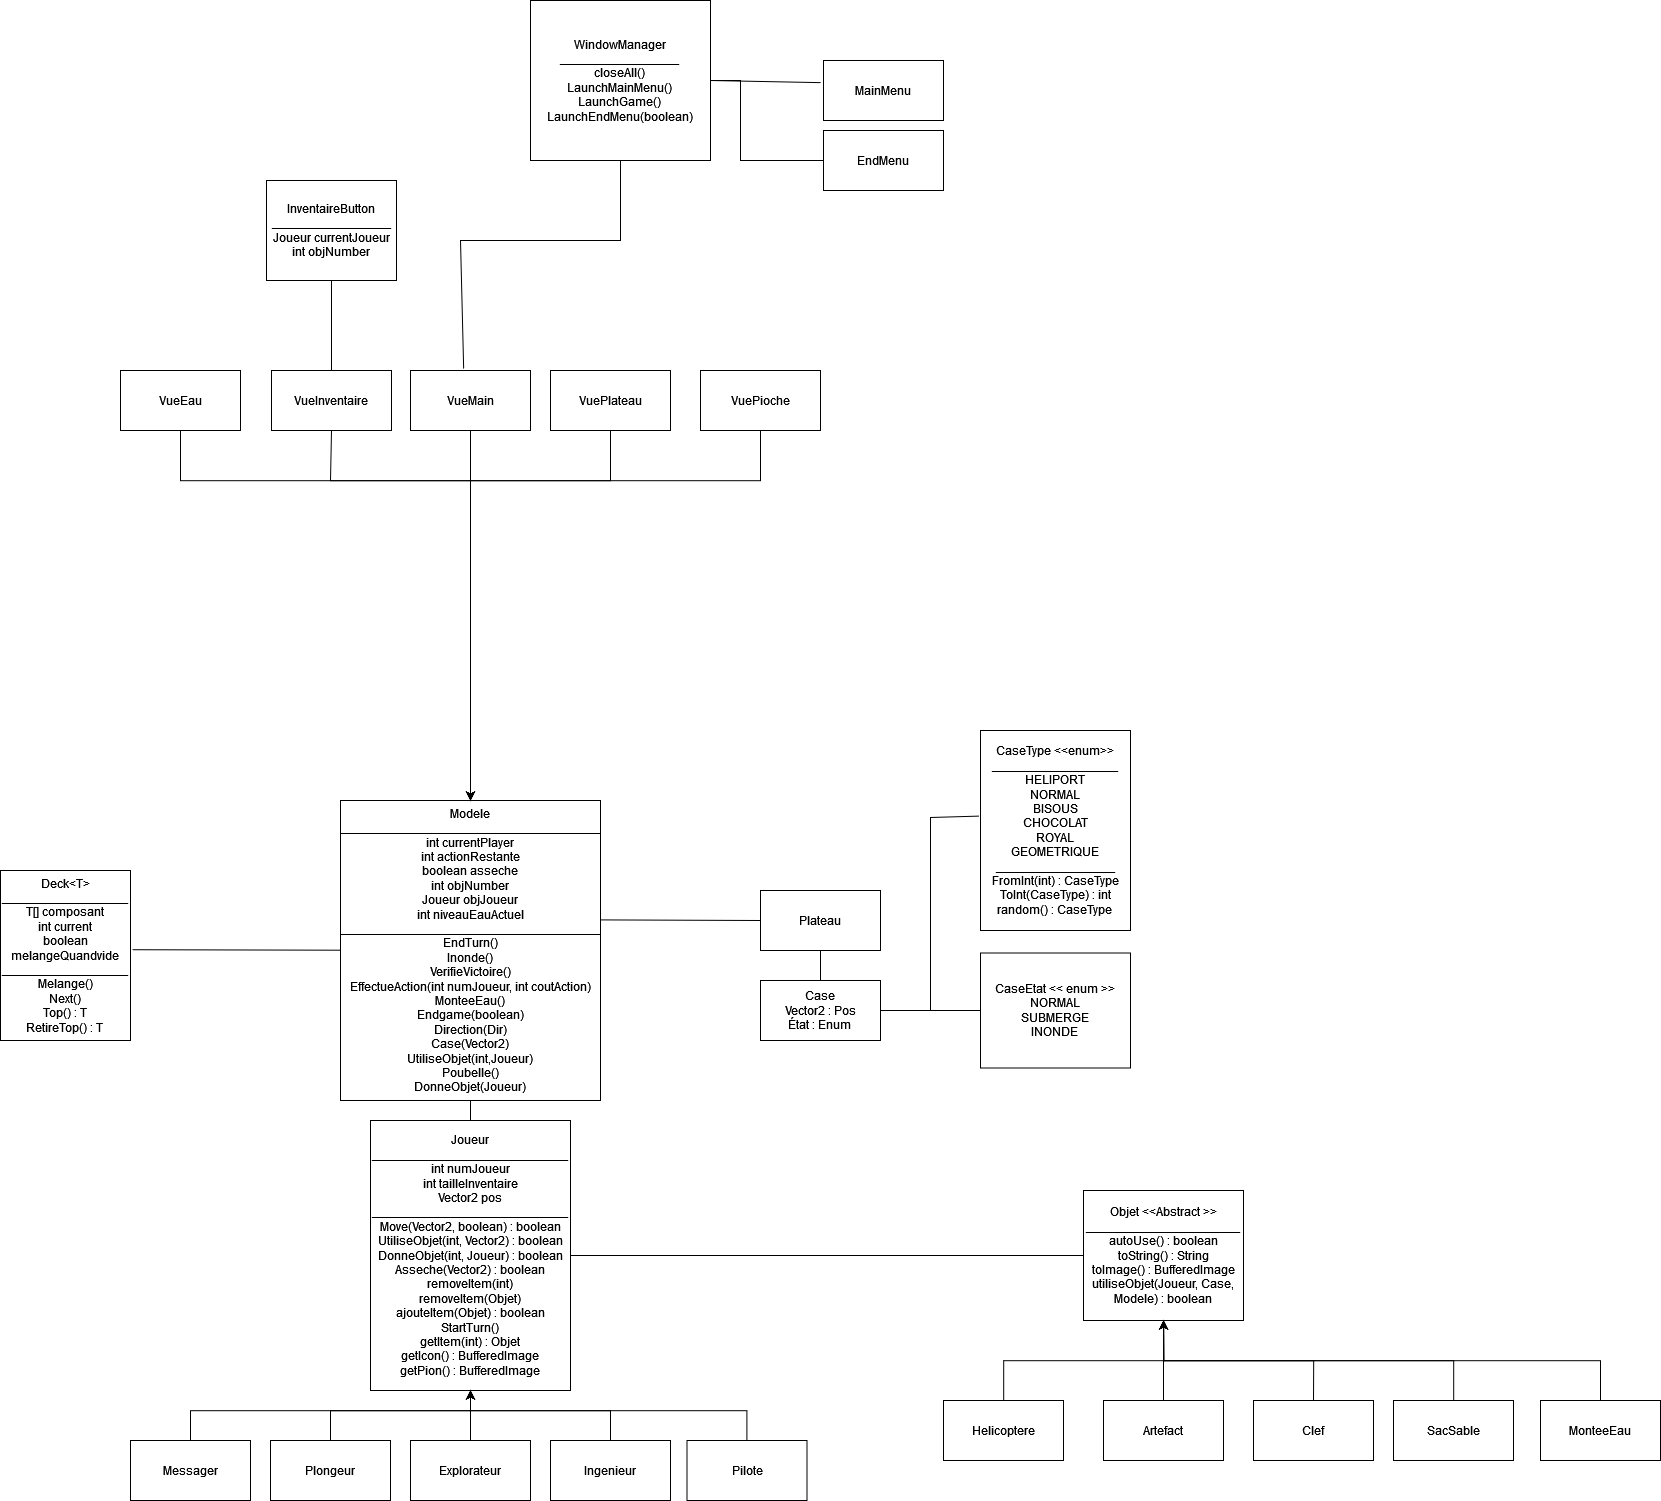 WindowManager
closeAll()
LaunchMainMenu()
LaunchGame()
LaunchEndMenu(boolean)
MainMenu
EndMenu
InventaireButton
Joueur currentJoueur
int objNumber
VueEau
VueInventaire
VueMain
VuePlateau
VuePioche
CaseType <<enum>>
HELIPORT
NORMAL
BISOUS
CHOCOLAT
ROYAL
GEOMETRIQUE
FromInt(int) : CaseType
ToInt(CaseType) : int
random() : CaseType
Modele
int currentPlayer
int actionRestante
boolean asseche
int objNumber
Joueur objJoueur
int niveauEauActuel
EndTurn()
Inonde()
VerifieVictoire()
EffectueAction(int numJoueur, int coutAction)
MonteeEau()
Endgame(boolean)
Direction(Dir)
Case(Vector2)
UtiliseObjet(int,Joueur)
Poubelle()
DonneObjet(Joueur)
Deck<T>
T[] composant
int current
boolean
melangeQuandvide
Melange()
Next()
Top() : T
RetireTop() : T
Plateau
Case
Vector2 : Pos
État : Enum
CaseEtat << enum >>
NORMAL
SUBMERGE
INONDE
Joueur
int numJoueur
int tailleInventaire
Vector2 pos
Move(Vector2, boolean) : boolean
UtiliseObjet(int, Vector2) : boolean
DonneObjet(int, Joueur) : boolean
Asseche(Vector2) : boolean
removeItem(int)
removeItem(Objet)
ajouteItem(Objet) : boolean
StartTurn()
getItem(int) : Objet
getIcon() : BufferedImage
getPion() : BufferedImage
Objet <<Abstract >>
autoUse() : boolean
toString() : String
toImage() : BufferedImage
utiliseObjet(Joueur, Case,
Modele) : boolean
Helicoptere
Artefact
Clef
SacSable
MonteeEau
Messager
Plongeur
Explorateur
Ingenieur
Pilote